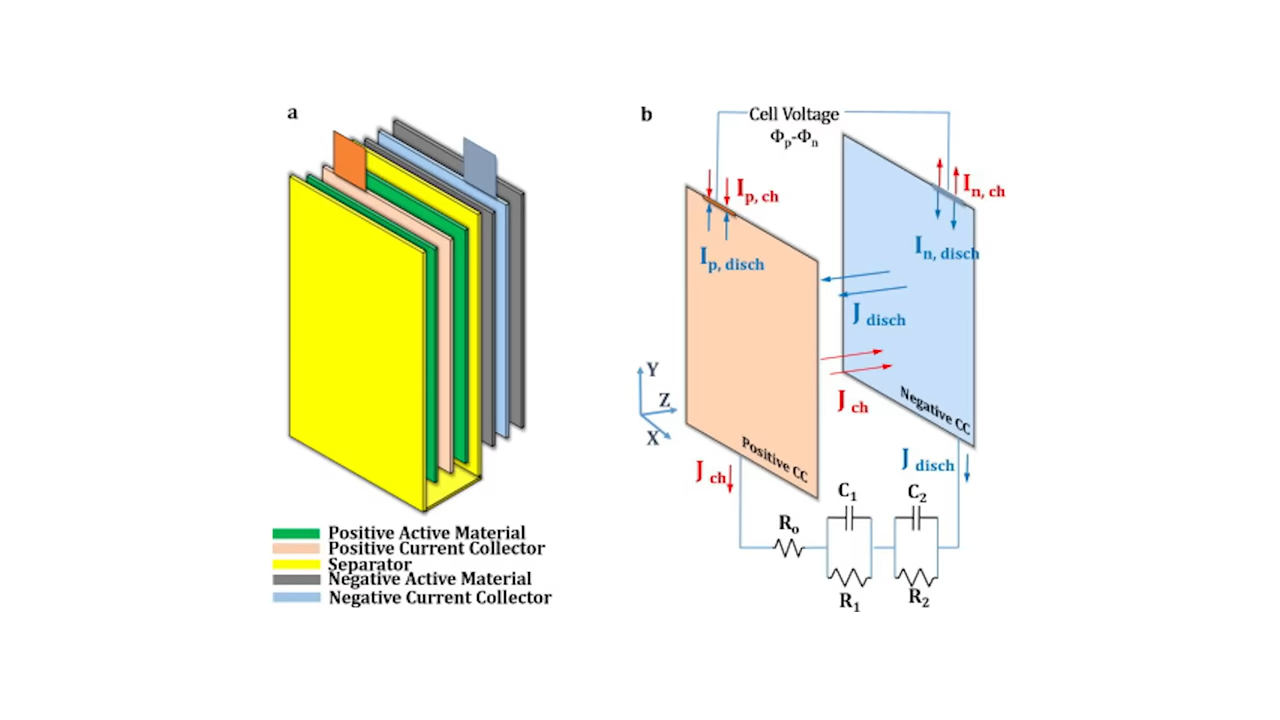 a
Positive Active Material
Positive Current Collector
Separator
Negative Active Material
Negative Current Collector
b
Cell Voltage
Φp-Φn
Ip, ch
In, ch
Ip, disch
In, disch
J disch
J ch
Y
Z
X
Positive CC
Negative CC
J ch
J disch
Ro
C1
C2
R1
R2